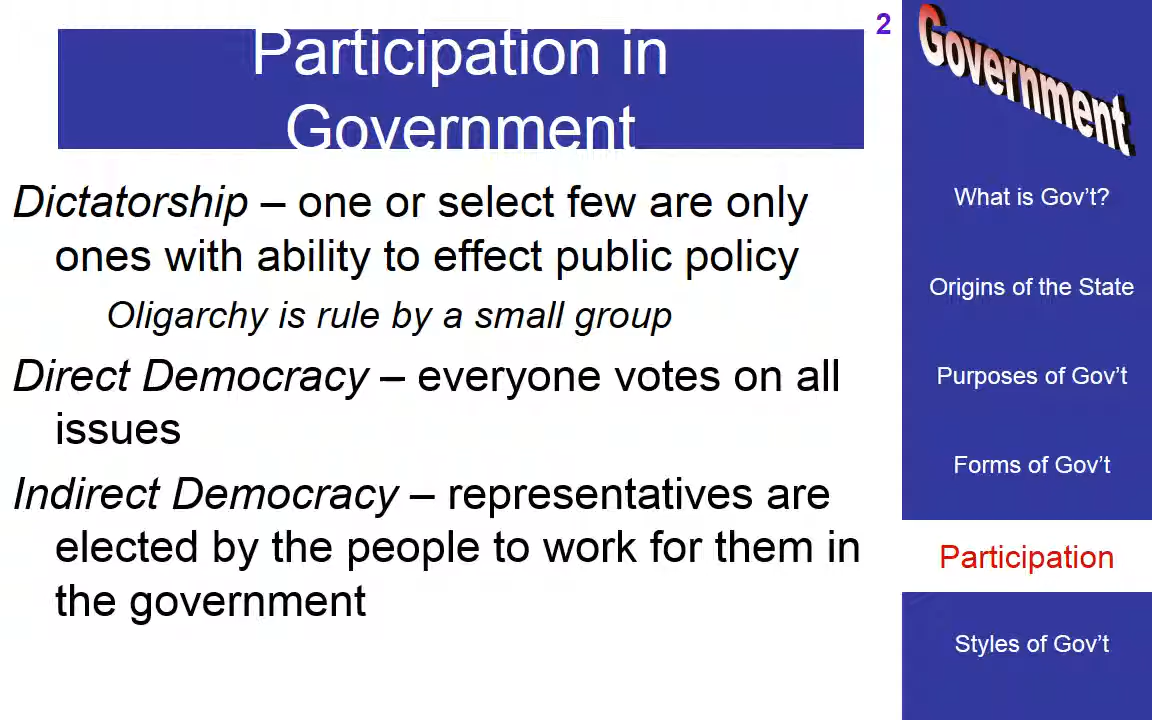 Participation in
Government
2
Dictatorship – one or select few are only
ones with ability to effect public policy
Oligarchy is rule by a small group
Direct Democracy – everyone votes on all
issues
Indirect Democracy – representatives are
elected by the people to work for them in
the government
Government
What is Gov’t?
Origins of the State
Purposes of Gov’t
Forms of Gov’t
Participation
Styles of Gov’t